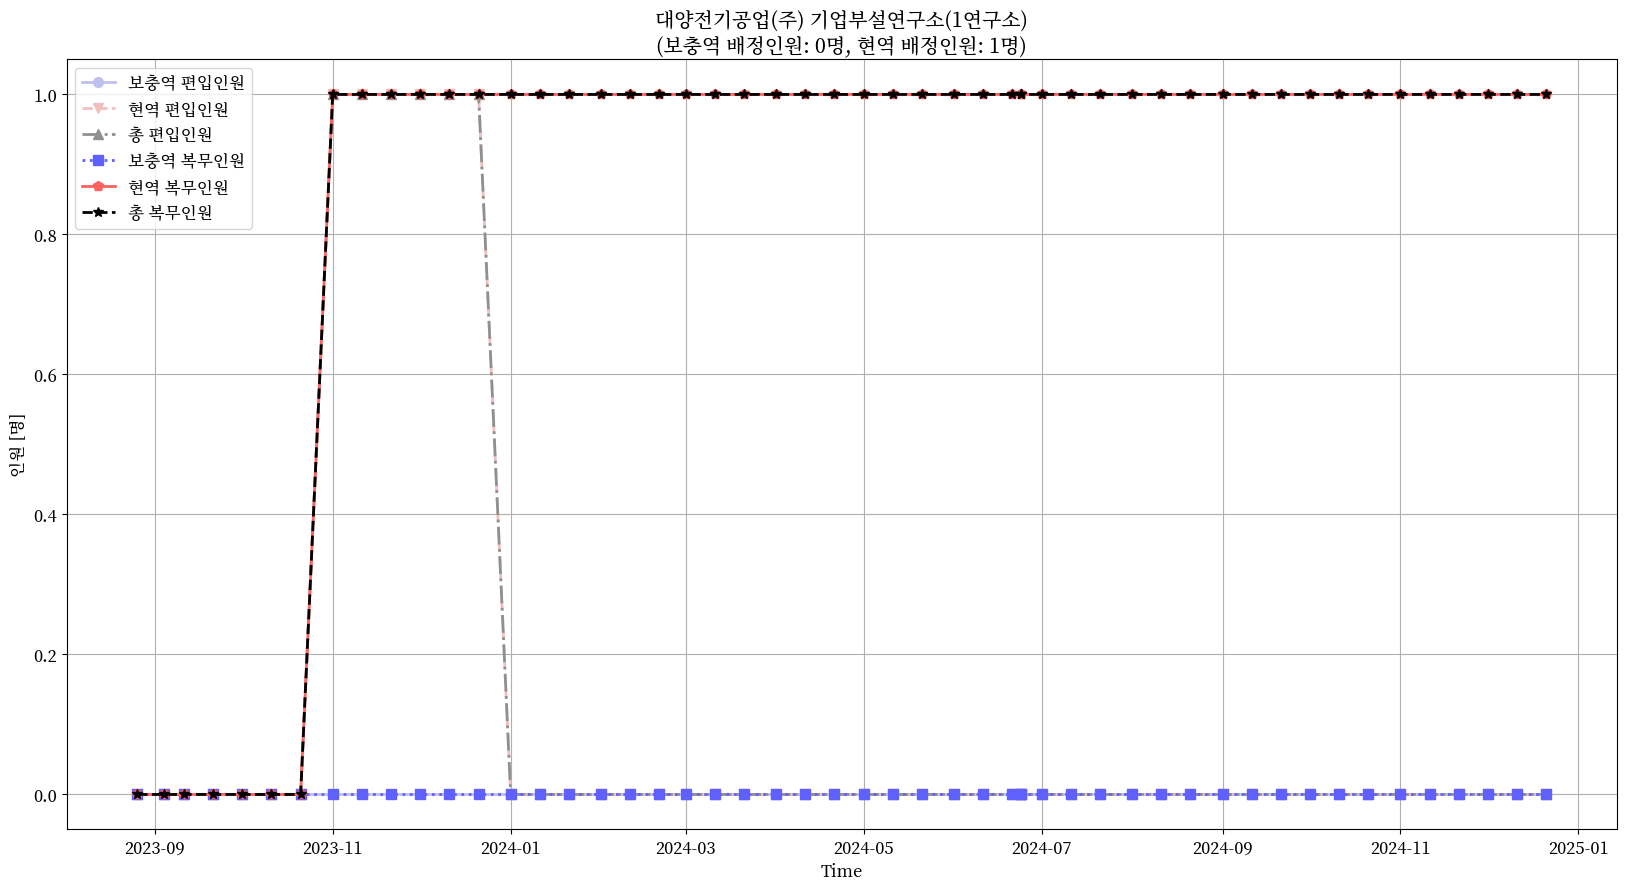 대양전기공업(주) 기업부설연구소(1연구소)
(보충역 배정인원: 0명, 현역 배정인원: 1명)
보충역 편입인원
현역 편입인원
총 편입인원
보충역 복무인원
현역 복무인원
총 복무인원
1.0
0.8
0.6
0.4
0.2
0.0
인원 [명]
2023-09 2023-11 2024-01 2024-03 2024-05 2024-07 2024-09 2024-11 2025-01
Time